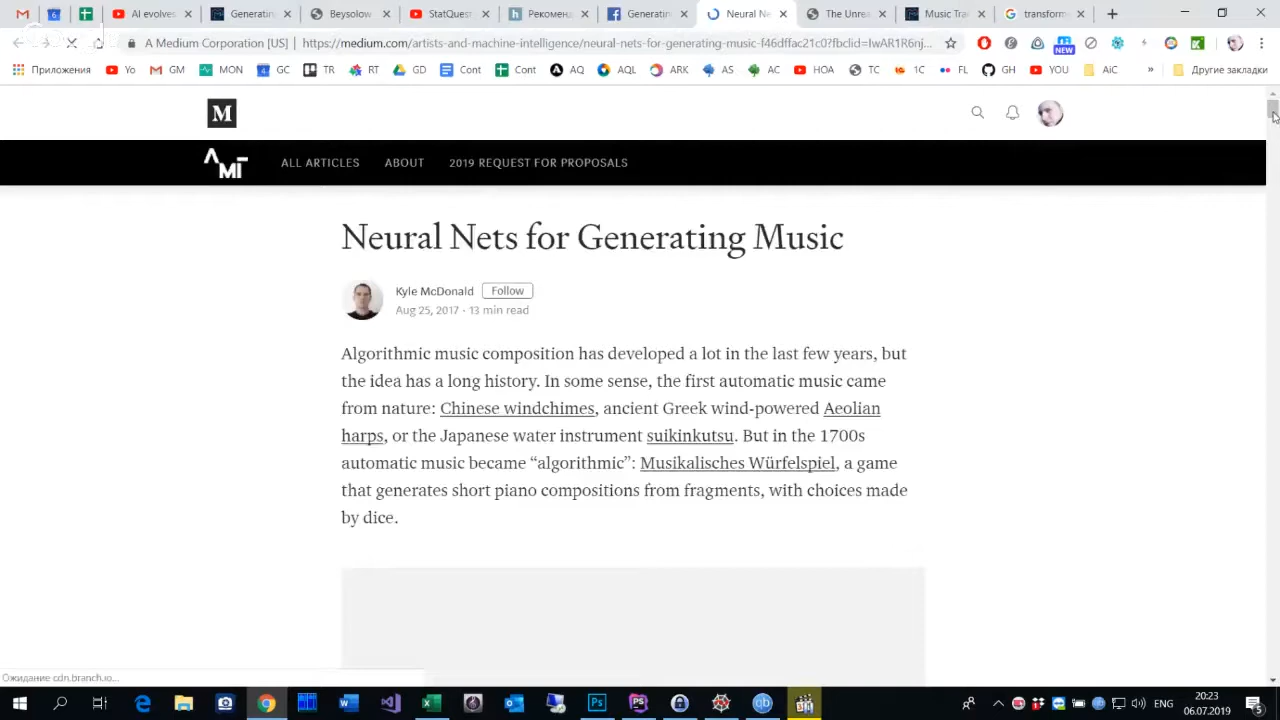 AI evolves
Generatin
Beysolow
StatQuest
Рекомен
Generatin
Neural Ne
The Unrea
Music Tra
transform
A Medium Corporation [US] | https://medium.com/artists-and-machine-intelligence/neural-nets-for-generating-music-f46dffac21c0?fbclid=IwAR1R6nj...
NEW
Приложения Yo GM MON GC TR RT GD Cont Cont AQ AQL ARK AS AC HOA TC 1C FL GH YOU AiC » Другие закладки
M
AMI ALL ARTICLES ABOUT 2019 REQUEST FOR PROPOSALS
Neural Nets for Generating Music
Kyle McDonald Follow
Aug 25, 2017 · 13 min read
Algorithmic music composition has developed a lot in the last few years, but
the idea has a long history. In some sense, the first automatic music came
from nature: Chinese windchimes, ancient Greek wind-powered Aeolian
harps, or the Japanese water instrument suikinkutsu. But in the 1700s
automatic music became “algorithmic”: Musikalisches Würfelspiel, a game
that generates short piano compositions from fragments, with choices made
by dice.
Ожидание cdn.branch.io...
ENG
20:23
06.07.2019
5